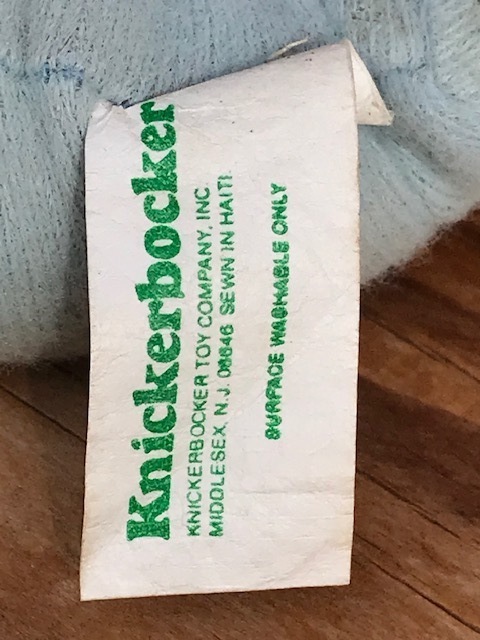 Knickerbocker
KNICKERBOCKER TOY COMPANY, INC.
MIDDLESEX, N.J. 08846 SEWN IN HAITI
SURFACE WASHABLE ONLY